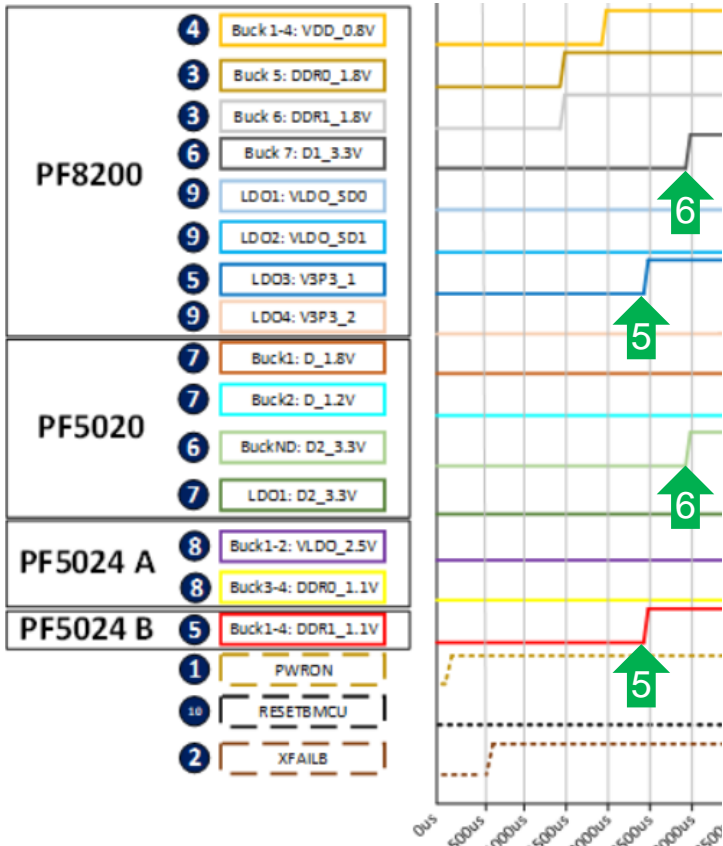 PF8200
4 Buck 1-4: VDD_0.8V
3 Buck 5: DDR0_1.8V
3 Buck 6: DDR1_1.8V
6 Buck 7: D1_3.3V
6
9 LDO1: VLDO_SD0
9 LDO2: VLDO_SD1
5 LDO3: V3P3_1
5
9 LDO4: V3P3_2
PF5020
7 Buck1: D_1.8V
7 Buck2: D_1.2V
6 BuckND: D2_3.3V
6
7 LDO1: D2_3.3V
PF5024 A
8 Buck1-2: VLDO_2.5V
8 Buck3-4: DDR0_1.1V
PF5024 B
5 Buck1-4: DDR1_1.1V
5
1 PWRON
10 RESETBMCU
2 XFAILB
0us
500us